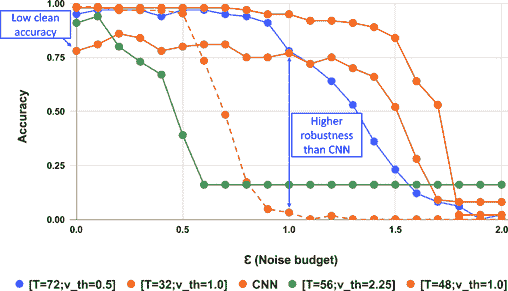 1.00
Low clean
accuracy
0.75
Accuracy
0.50
Higher
robustness
than CNN
0.25
0.00
0.0 0.5 1.0 1.5 2.0
Ɛ (Noise budget)
[T=72;v_th=0.5] [T=32;v_th=1.0] CNN [T=56;v_th=2.25] [T=48;v_th=1.0]